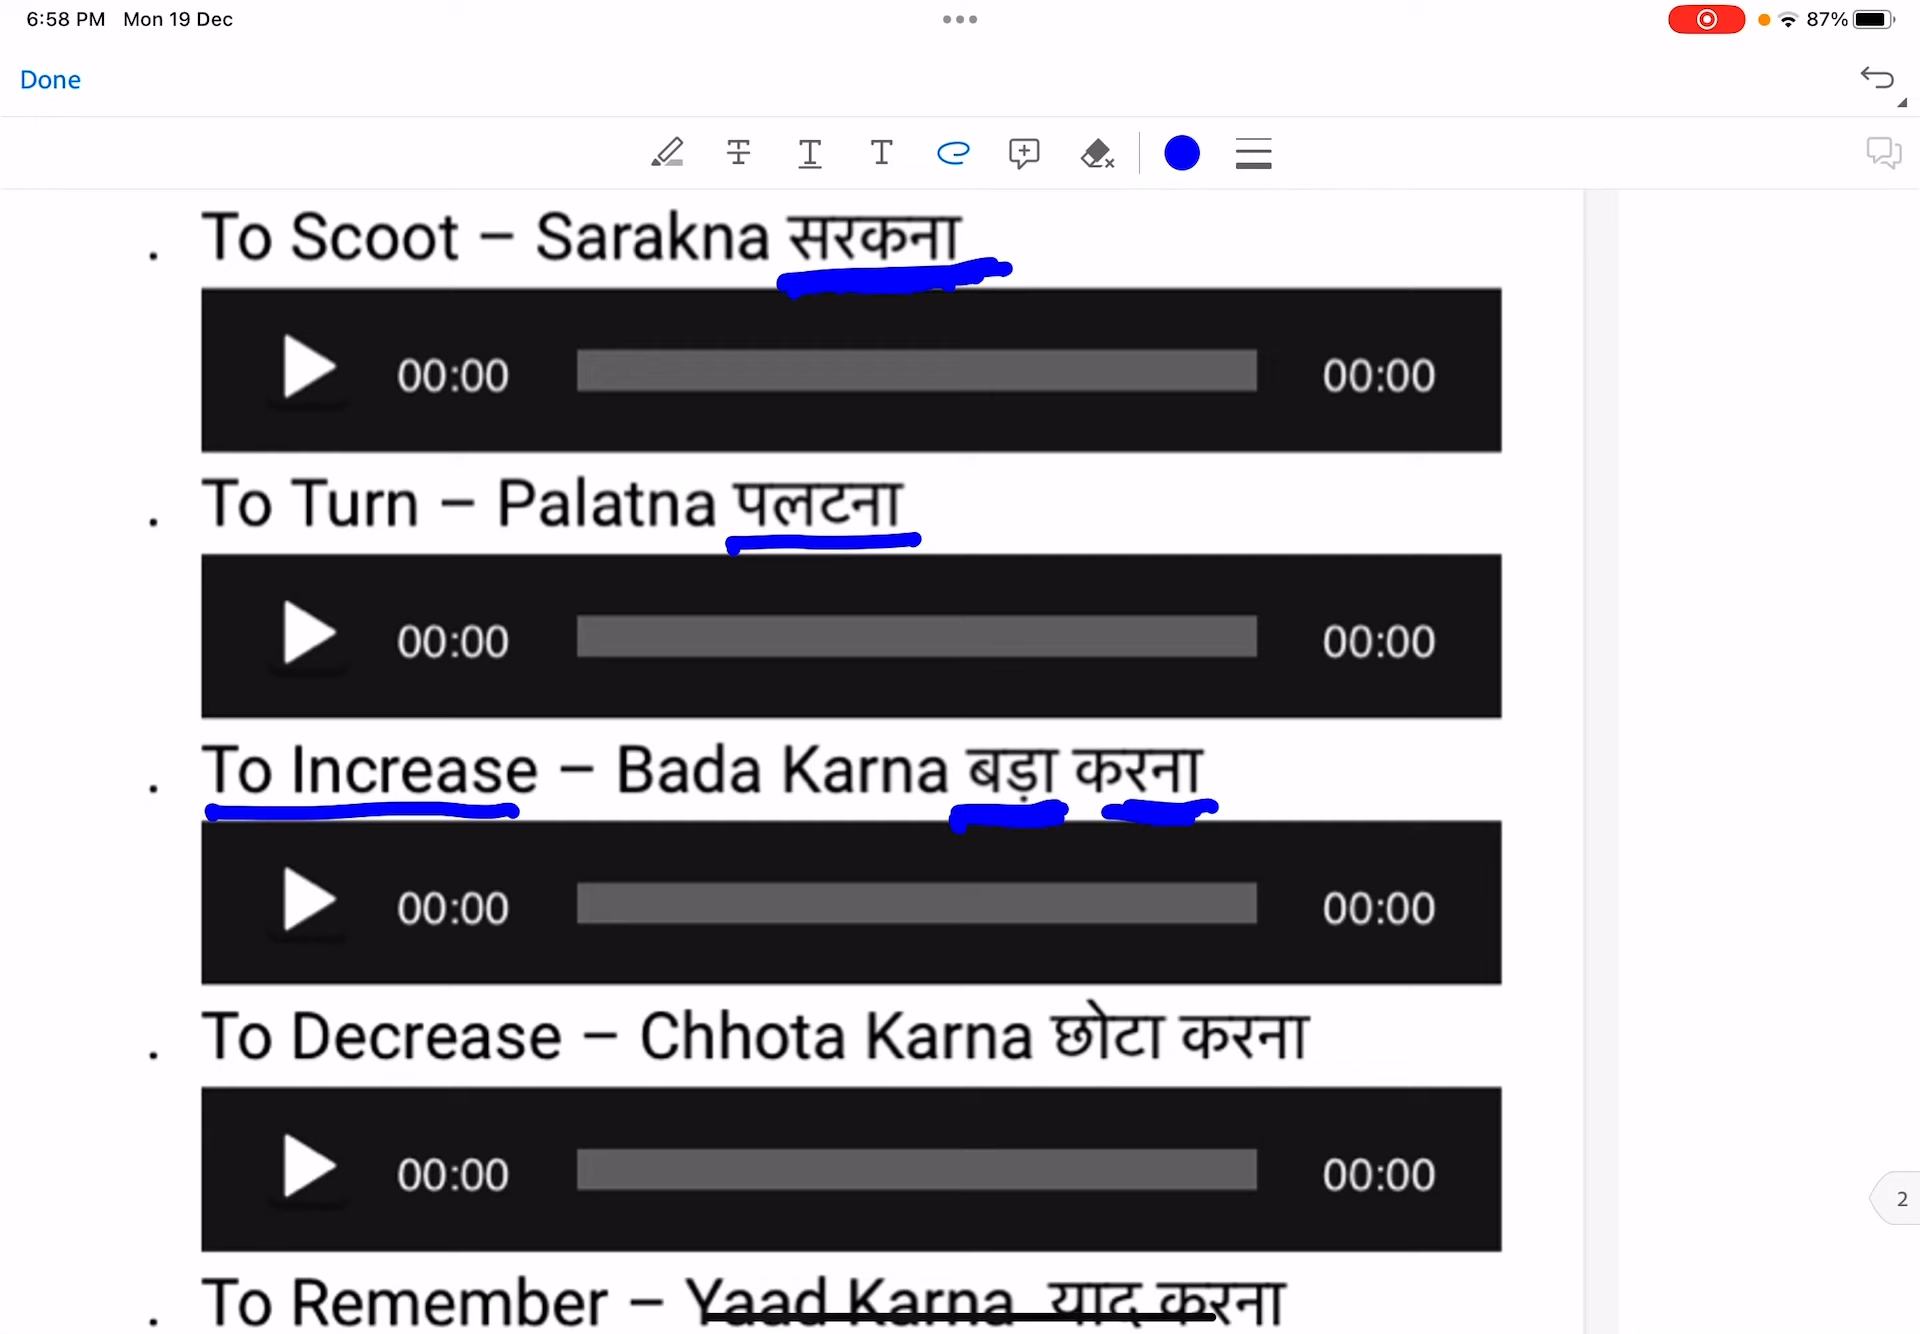 6:58 PM Mon 19 Dec
87%
Done
. To Scoot – Sarakna सरकना
00:00 00:00
. To Turn – Palatna पलटना
00:00 00:00
. To Increase – Bada Karna बड़ा करना
00:00 00:00
. To Decrease – Chhota Karna छोटा करना
00:00 00:00
2
. To Remember – Yaad Karna याद करना